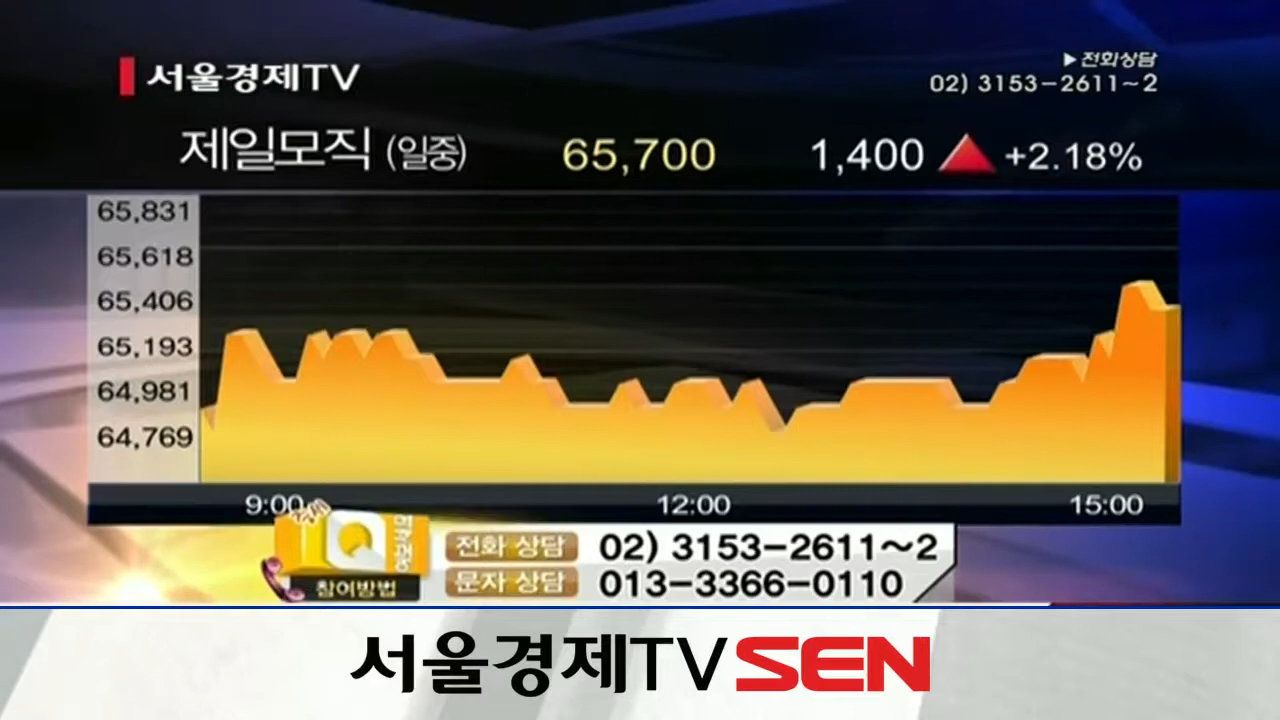 서울경제TV
▶전화상담
02) 3153-2611~2
제일모직 (일중) 65,700 1,400 ▲ +2.18%
65,831
65,618
65,406
65,193
64,981
64,769
9:00 12:00 15:00
참여방법
전화 상담 02) 3153-2611~2
문자 상담 013-3366-0110
서울경제TV SEN